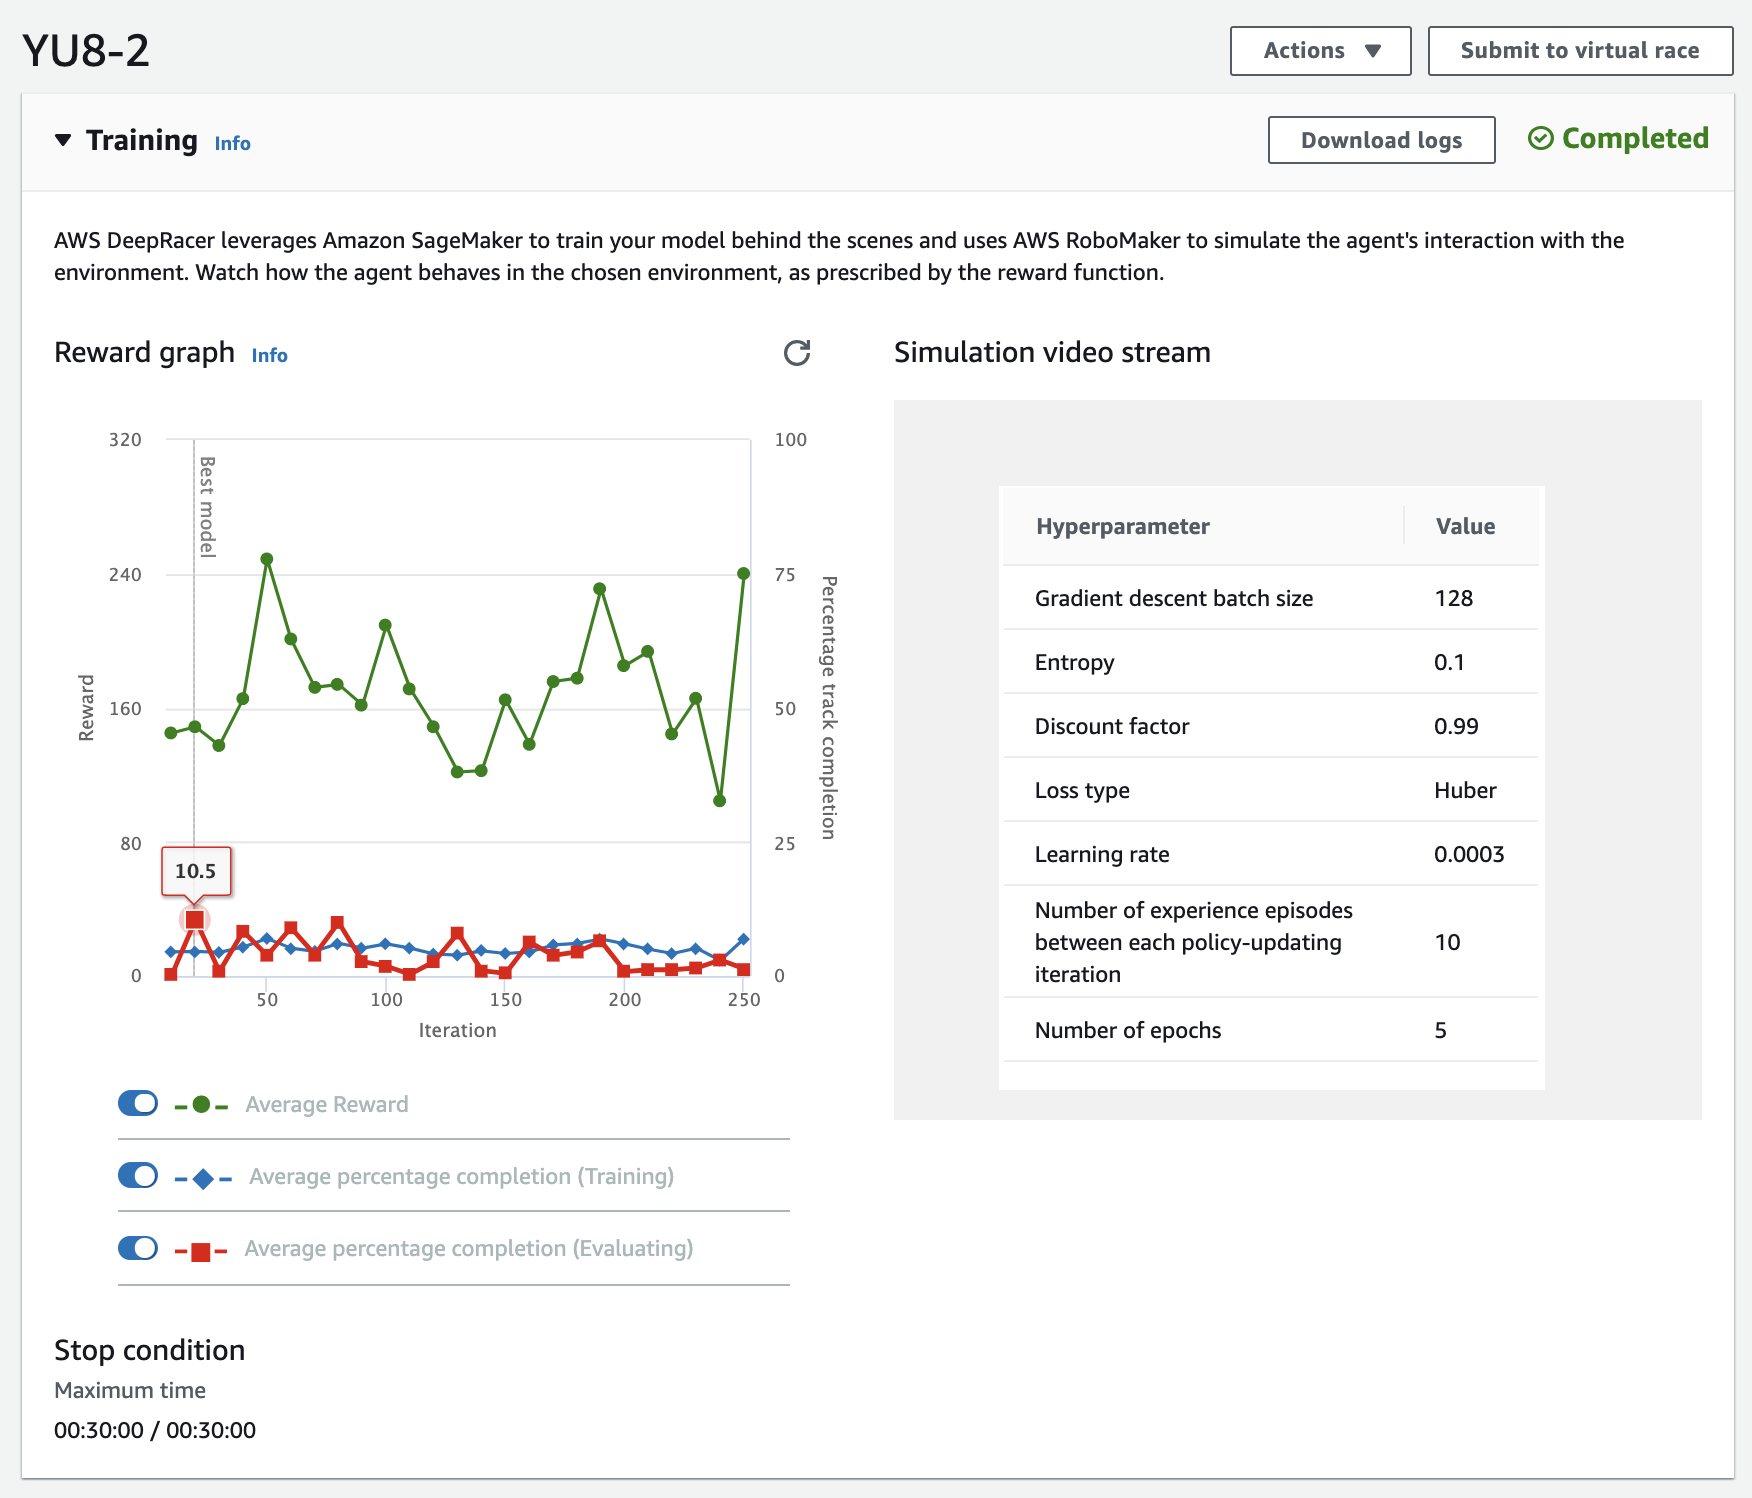 YU8-2
Actions
Submit to virtual race
Training Info
Download logs
Completed
AWS DeepRacer leverages Amazon SageMaker to train your model behind the scenes and uses AWS RoboMaker to simulate the agent's interaction with the
environment. Watch how the agent behaves in the chosen environment, as prescribed by the reward function.
Reward graph Info
320
240
160
80
0
Reward
Best model
10.5
100
75
50
25
0
Percentage track completion
50 100 150 200 250
Iteration
Average Reward
Average percentage completion (Training)
Average percentage completion (Evaluating)
Stop condition
Maximum time
00:30:00 / 00:30:00
Simulation video stream
Hyperparameter Value
Gradient descent batch size 128
Entropy 0.1
Discount factor 0.99
Loss type Huber
Learning rate 0.0003
Number of experience episodes
between each policy-updating 10
iteration
Number of epochs 5